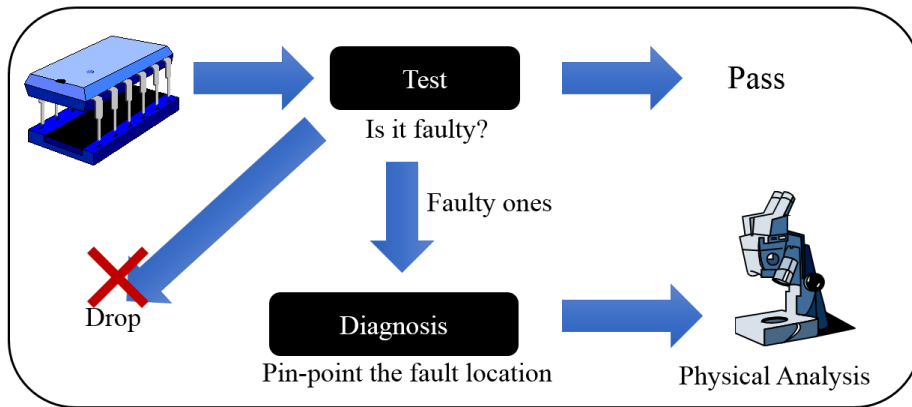 Test
Pass
Is it faulty?
Faulty ones
Drop
Diagnosis
Pin-point the fault location
Physical Analysis